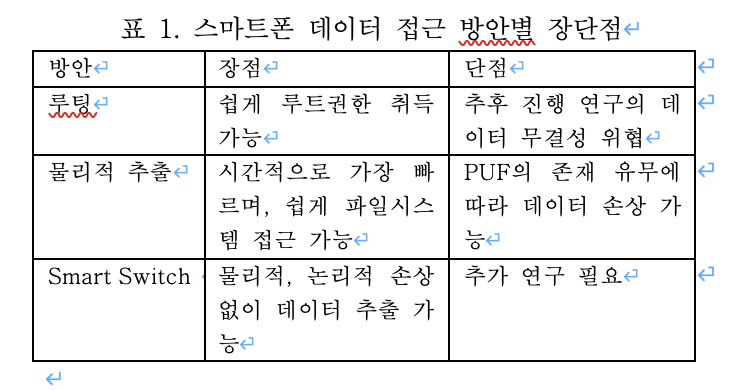 표 1. 스마트폰 데이터 접근 방안별 장단점
방안 장점 단점
루팅 쉽게 루트권한 취득 추후 진행 연구의 데
가능 이터 무결성 위협
물리적 추출 시간적으로 가장 빠 PUF의 존재 유무에
르며, 쉽게 파일시스 따라 데이터 손상 가
템 접근 가능 능
Smart Switch 물리적, 논리적 손상 추가 연구 필요
없이 데이터 추출 가
능